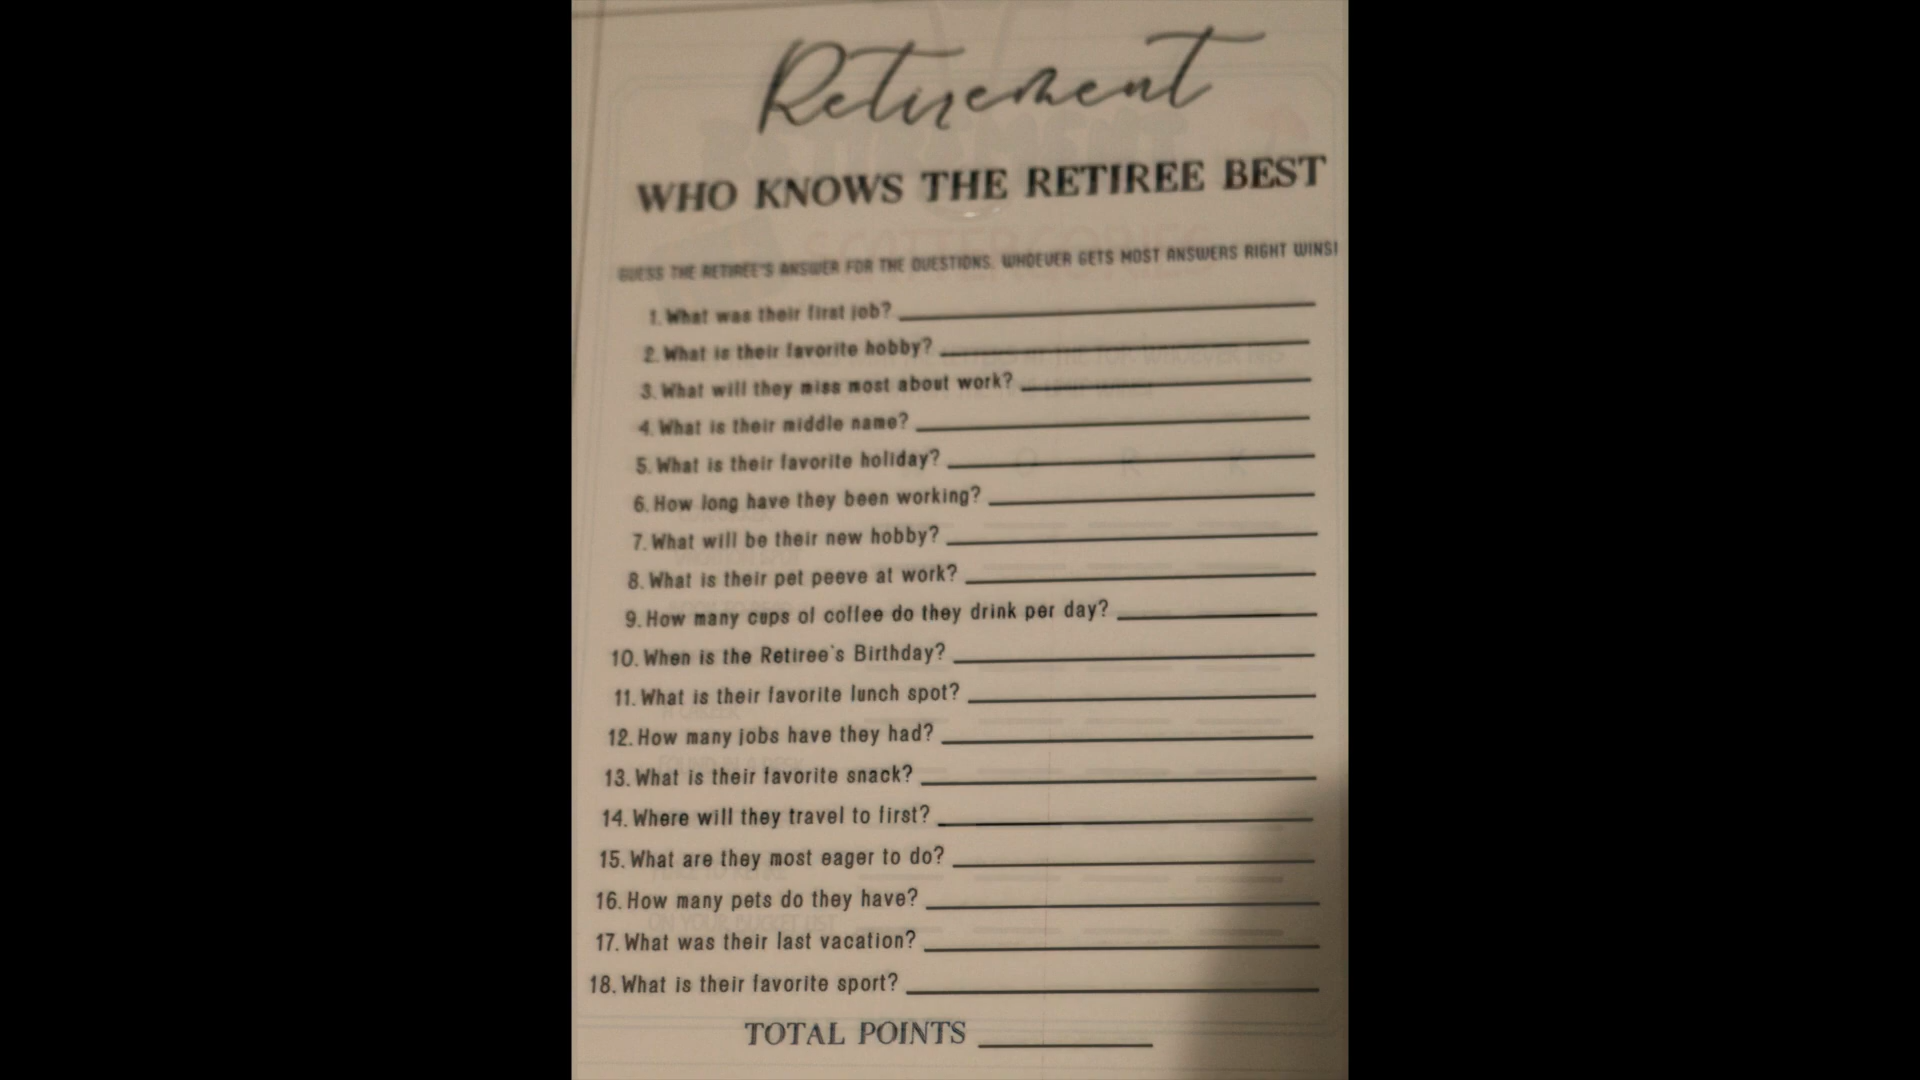 Retirement
WHO KNOWS THE RETIREE BEST
GUESS THE RETIREE'S ANSWER FOR THE QUESTIONS. WHOEVER GETS MOST ANSWERS RIGHT WINS!
1. What was their first job?
2. What is their favorite hobby?
3. What will they miss most about work?
4. What is their middle name?
5. What is their favorite holiday?
6. How long have they been working?
7. What will be their new hobby?
8. What is their pet peeve at work?
9. How many cups of coffee do they drink per day?
10. When is the Retiree's Birthday?
11. What is their favorite lunch spot?
12. How many jobs have they had?
13. What is their favorite snack?
14. Where will they travel to first?
15. What are they most eager to do?
16. How many pets do they have?
17. What was their last vacation?
18. What is their favorite sport?
TOTAL POINTS